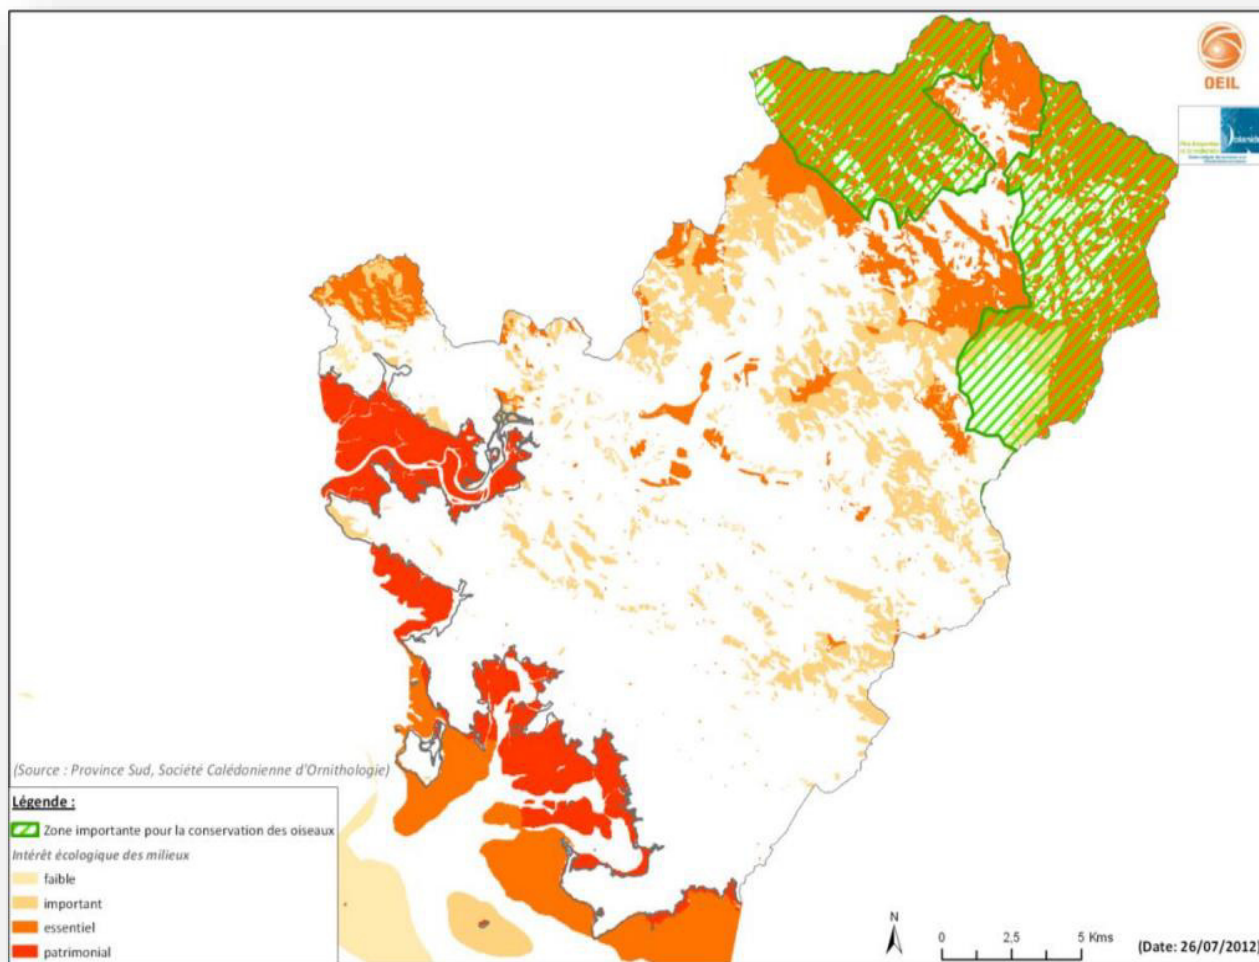 OEIL
(Source : Province Sud, Société Calédonienne d'Ornithologie)
Légende :
Zone importante pour la conservation des oiseaux
Intérêt écologique des milieux
faible
important
essentiel
patrimonial
N
0 2,5 5 Kms
(Date: 26/07/2012)